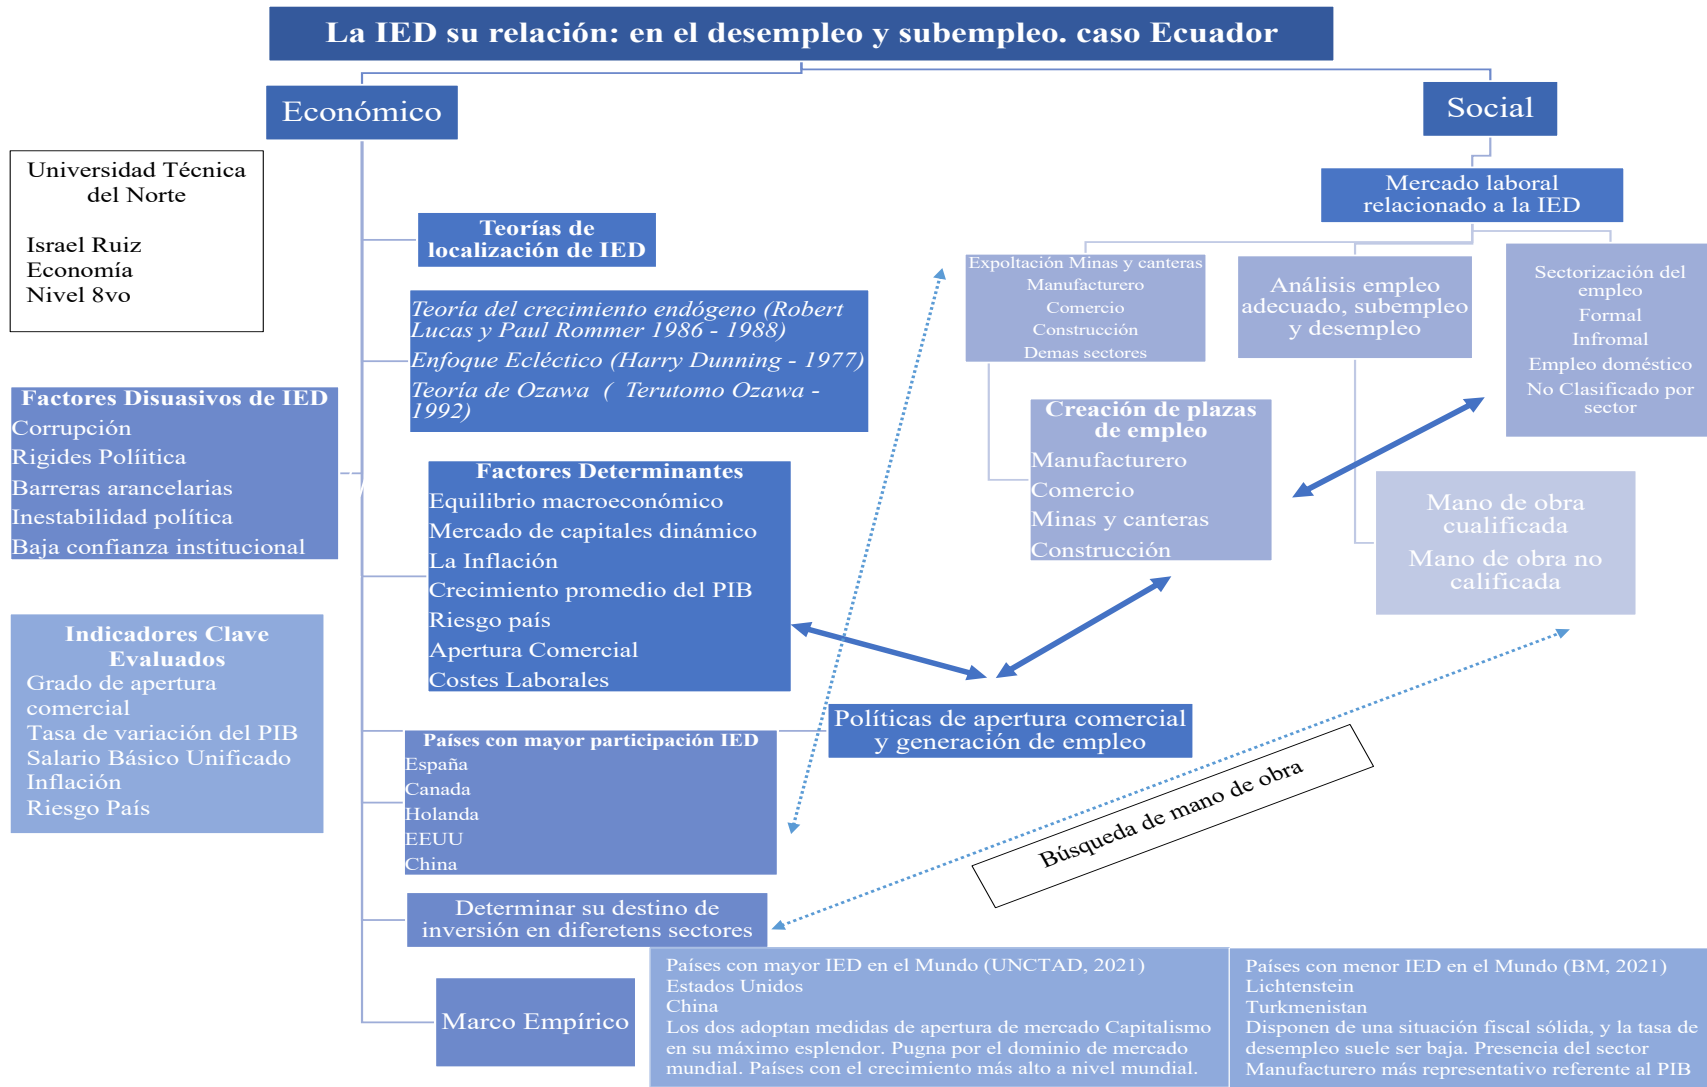 La IED su relación: en el desempleo y subempleo. caso Ecuador
Económico
Social
Universidad Técnica
del Norte
Israel Ruiz
Economía
Nivel 8vo
Mercado laboral
relacionado a la IED
Teorías de
localización de IED
Expoltación Minas y canteras
Manufacturero
Comercio
Construcción
Demas sectores
Análisis empleo
adecuado, subempleo
y desempleo
Sectorización del
empleo
Formal
Infromal
Empleo doméstico
No Clasificado por
sector
Teoría del crecimiento endógeno (Robert
Lucas y Paul Rommer 1986 - 1988)
Enfoque Ecléctico (Harry Dunning - 1977)
Teoría de Ozawa ( Terutomo Ozawa -
1992)
Factores Disuasivos de IED
Corrupción
Rigides Políitica
Barreras arancelarias
Inestabilidad política
Baja confianza institucional
Creación de plazas
de empleo
Manufacturero
Comercio
Minas y canteras
Construcción
Factores Determinantes
Equilibrio macroeconómico
Mercado de capitales dinámico
La Inflación
Crecimiento promedio del PIB
Riesgo país
Apertura Comercial
Costes Laborales
Mano de obra
cualificada
Mano de obra no
calificada
Indicadores Clave
Evaluados
Grado de apertura
comercial
Tasa de variación del PIB
Salario Básico Unificado
Inflación
Riesgo País
Políticas de apertura comercial
y generación de empleo
Países con mayor participación IED
España
Canada
Holanda
EEUU
China
Búsqueda de mano de obra
Determinar su destino de
inversión en diferetens sectores
Marco Empírico
Países con mayor IED en el Mundo (UNCTAD, 2021)
Estados Unidos
China
Los dos adoptan medidas de apertura de mercado Capitalismo
en su máximo esplendor. Pugna por el dominio de mercado
mundial. Países con el crecimiento más alto a nivel mundial.
Países con menor IED en el Mundo (BM, 2021)
Lichtenstein
Turkmenistan
Disponen de una situación fiscal sólida, y la tasa de
desempleo suele ser baja. Presencia del sector
Manufacturero más representativo referente al PIB